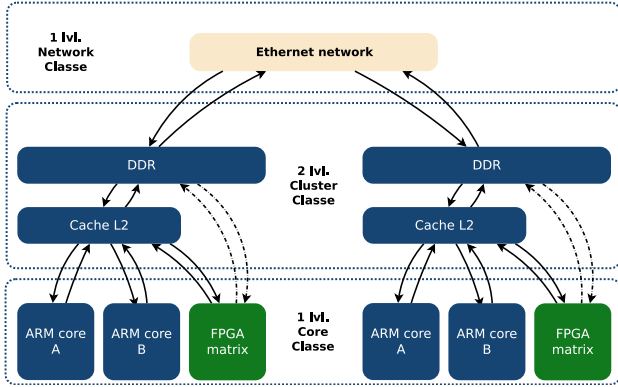 1 lvl.
Network
Classe
Ethernet network
DDR
2 lvl.
Cluster
Classe
DDR
Cache L2
Cache L2
ARM core
A
ARM core
B
FPGA
matrix
1 lvl.
Core
Classe
ARM core
A
ARM core
B
FPGA
matrix